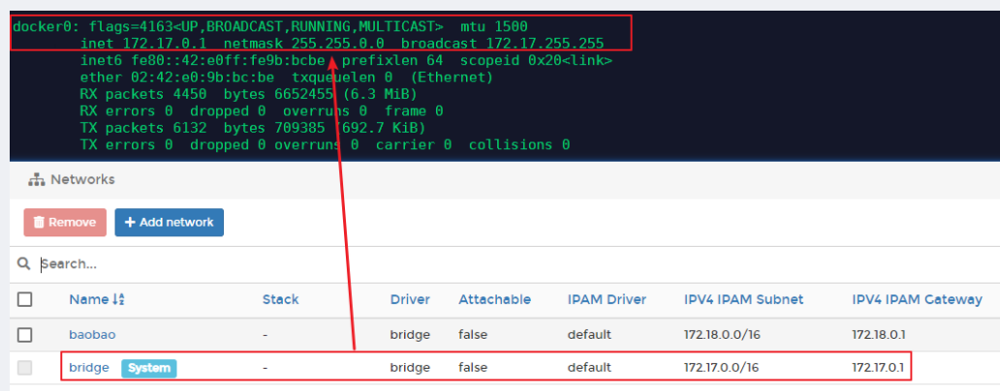 docker0: flags=4163<UP,BROADCAST,RUNNING,MULTICAST> mtu 1500
inet 172.17.0.1 netmask 255.255.0.0 broadcast 172.17.255.255
inet6 fe80::42:e0ff:fe9b:bcbe prefixlen 64 scopeid 0x20<link>
ether 02:42:e0:9b:bc:be txqueuelen 0 (Ethernet)
RX packets 4450 bytes 6652455 (6.3 MiB)
RX errors 0 dropped 0 overruns 0 frame 0
TX packets 6132 bytes 709385 (692.7 KiB)
TX errors 0 dropped 0 overruns 0 carrier 0 collisions 0
Networks
Remove + Add network
Search...
Name Stack Driver Attachable IPAM Driver IPV4 IPAM Subnet IPV4 IPAM Gateway
baobao - bridge false default 172.18.0.0/16 172.18.0.1
bridge System - bridge false default 172.17.0.0/16 172.17.0.1